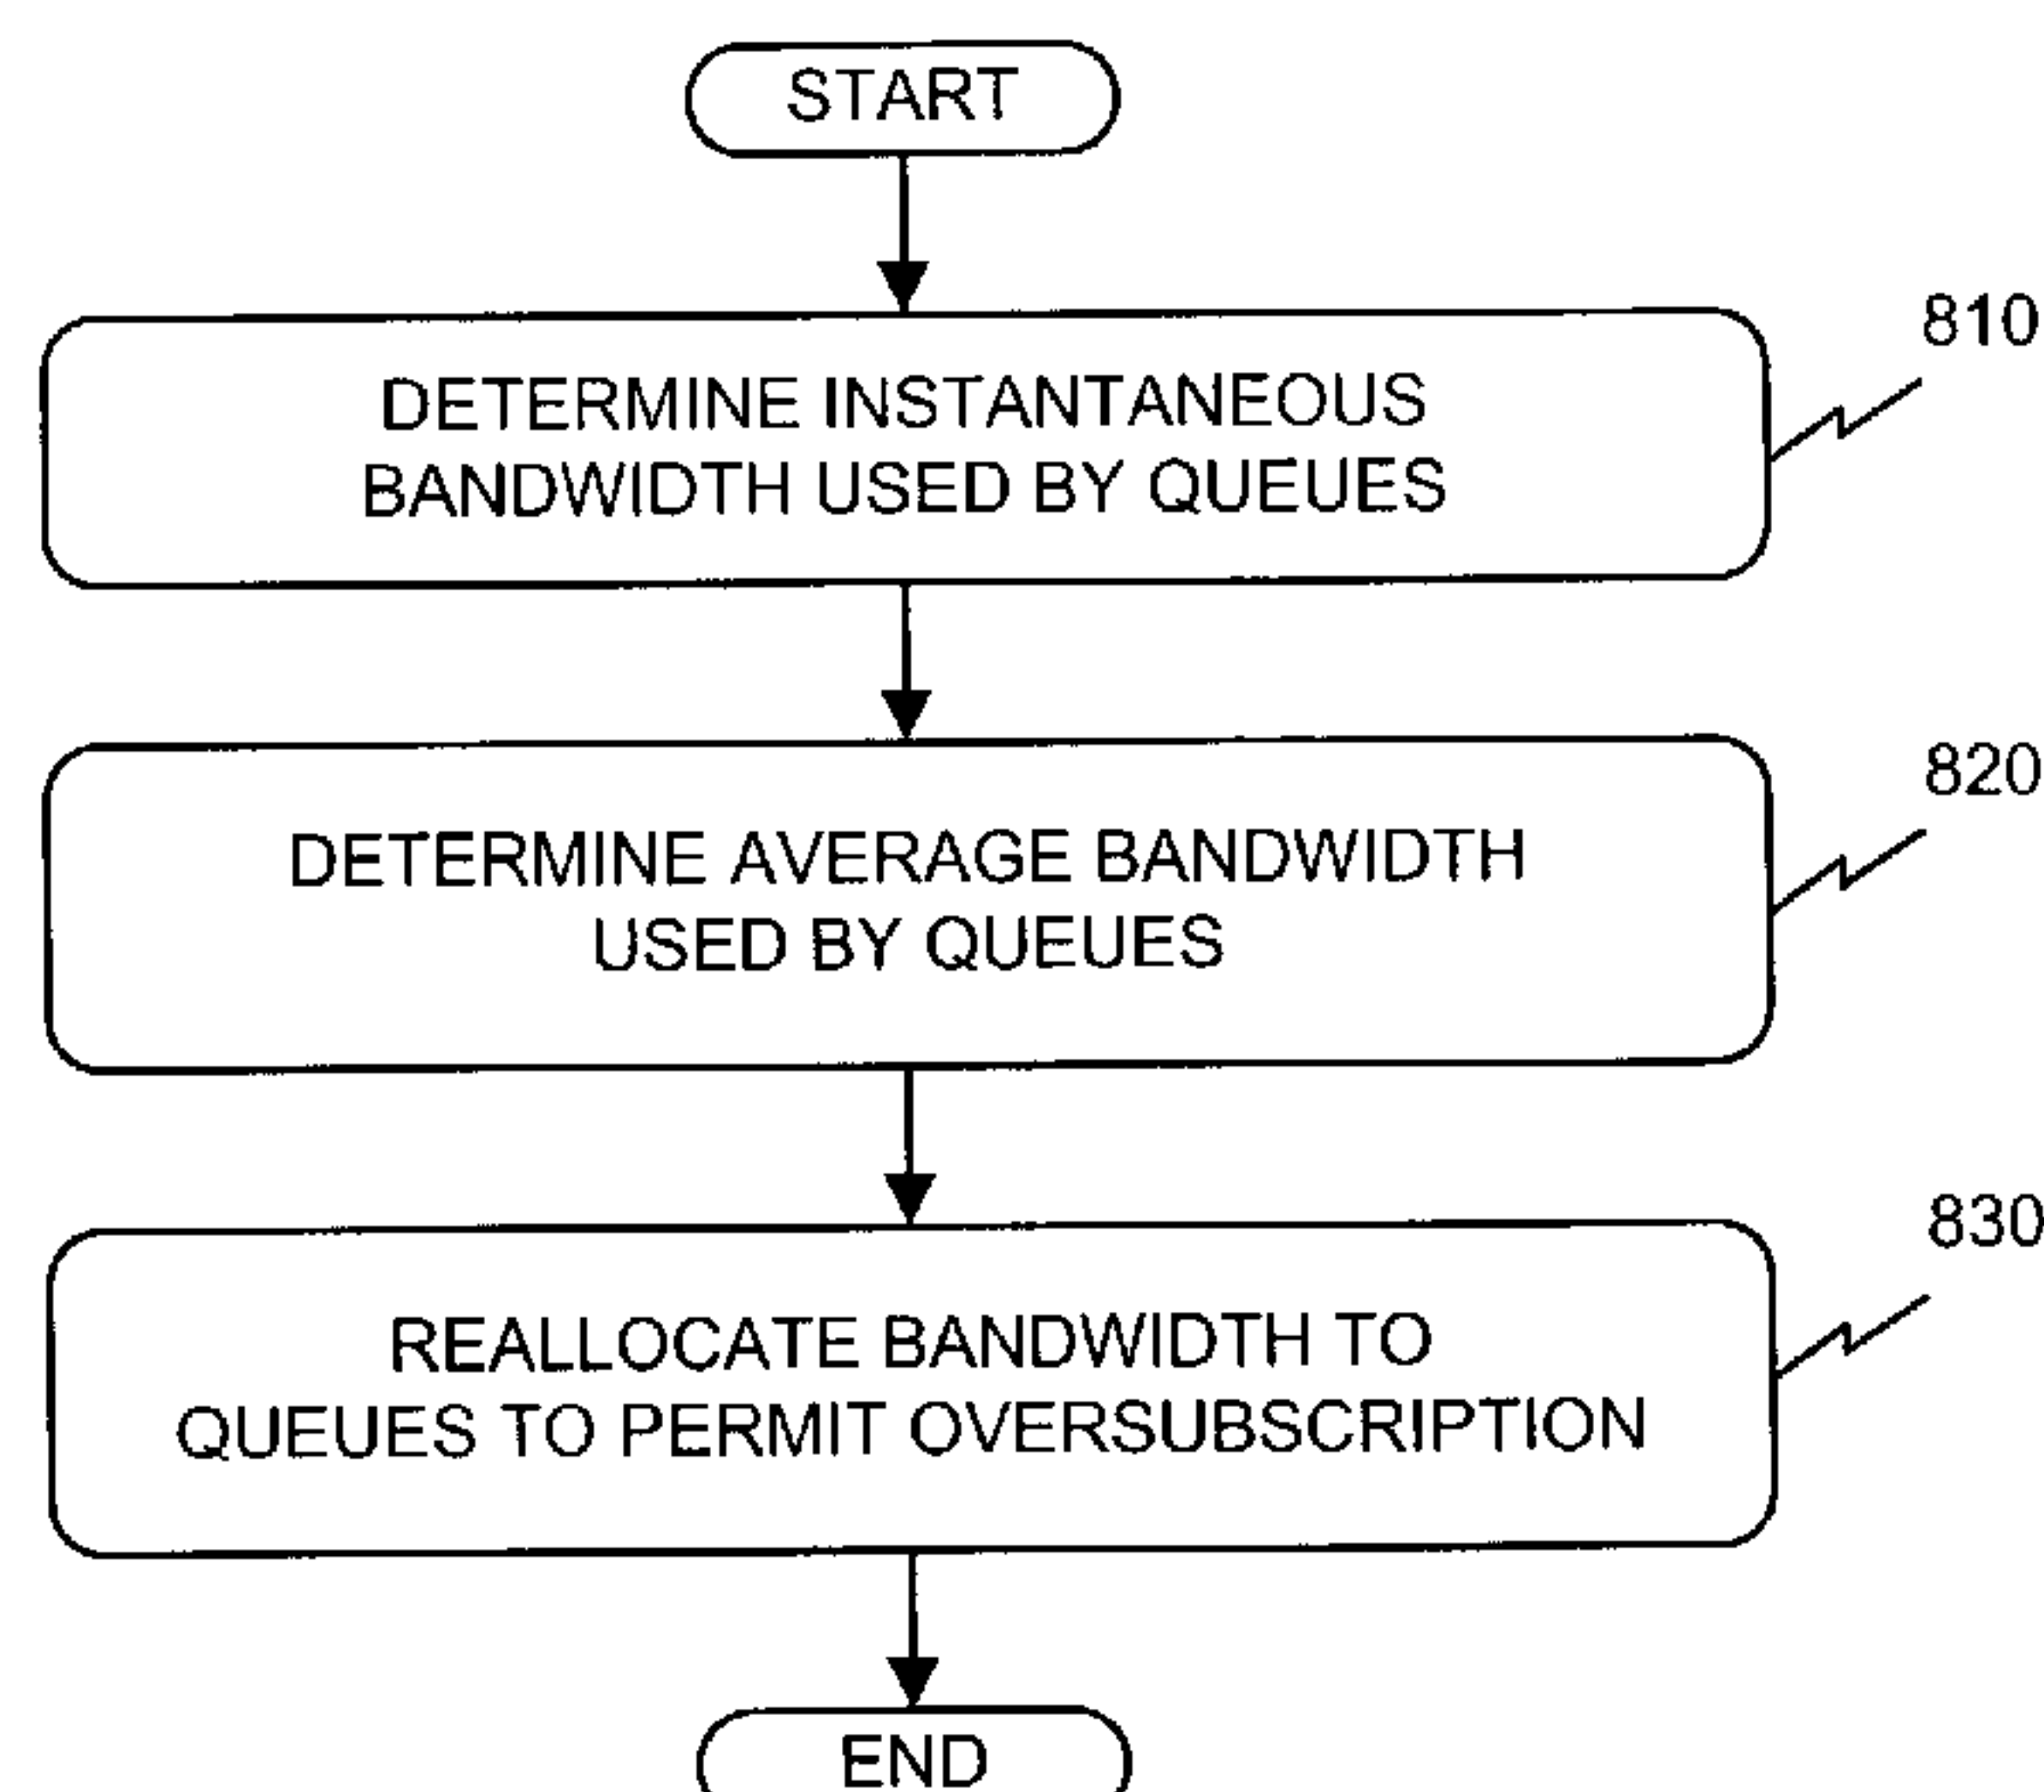 START
810
DETERMINE INSTANTANEOUS
BANDWIDTH USED BY QUEUES
820
DETERMINE AVERAGE BANDWIDTH
USED BY QUEUES
830
REALLOCATE BANDWIDTH TO
QUEUES TO PERMIT OVERSUBSCRIPTION
END